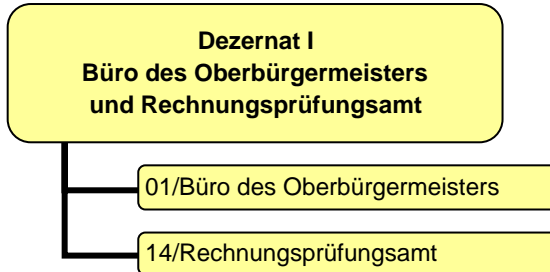 Dezernat I
Büro des Oberbürgermeisters
und Rechnungsprüfungsamt
01/Büro des Oberbürgermeisters
14/Rechnungsprüfungsamt